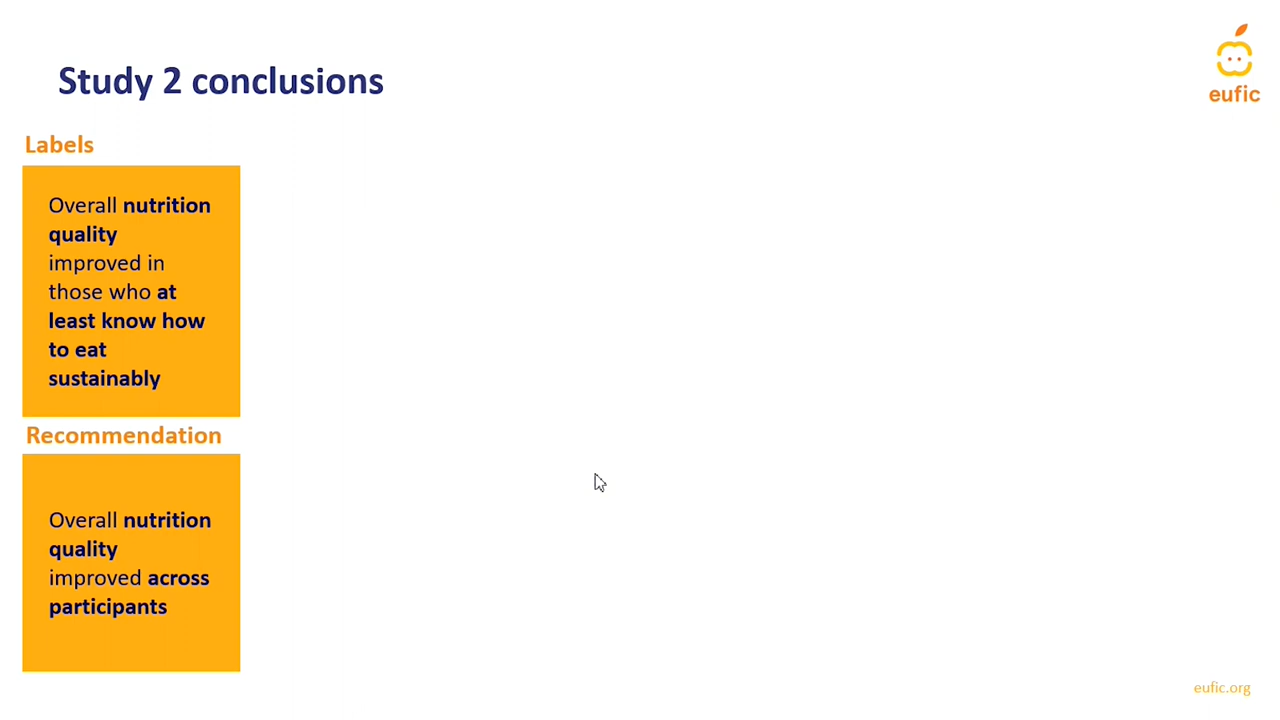 Study 2 conclusions
eufic
Labels
Overall nutrition
quality
improved in
those who at
least know how
to eat
sustainably
Recommendation
Overall nutrition
quality
improved across
participants
eufic.org